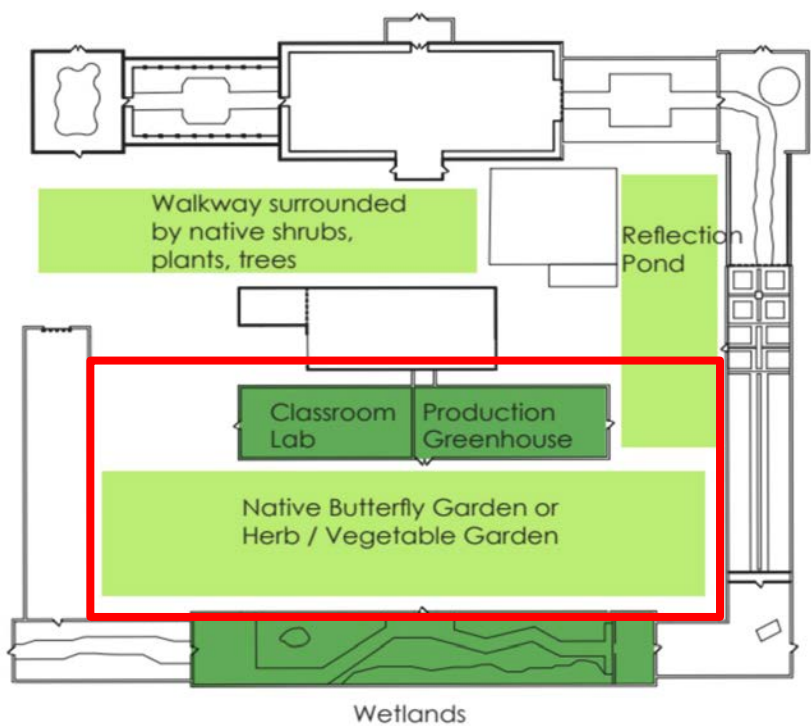 Walkway surrounded
by native shrubs,
plants, trees
Reflection
Pond
Classroom
Lab
Production
Greenhouse
Native Butterfly Garden or
Herb / Vegetable Garden
Wetlands